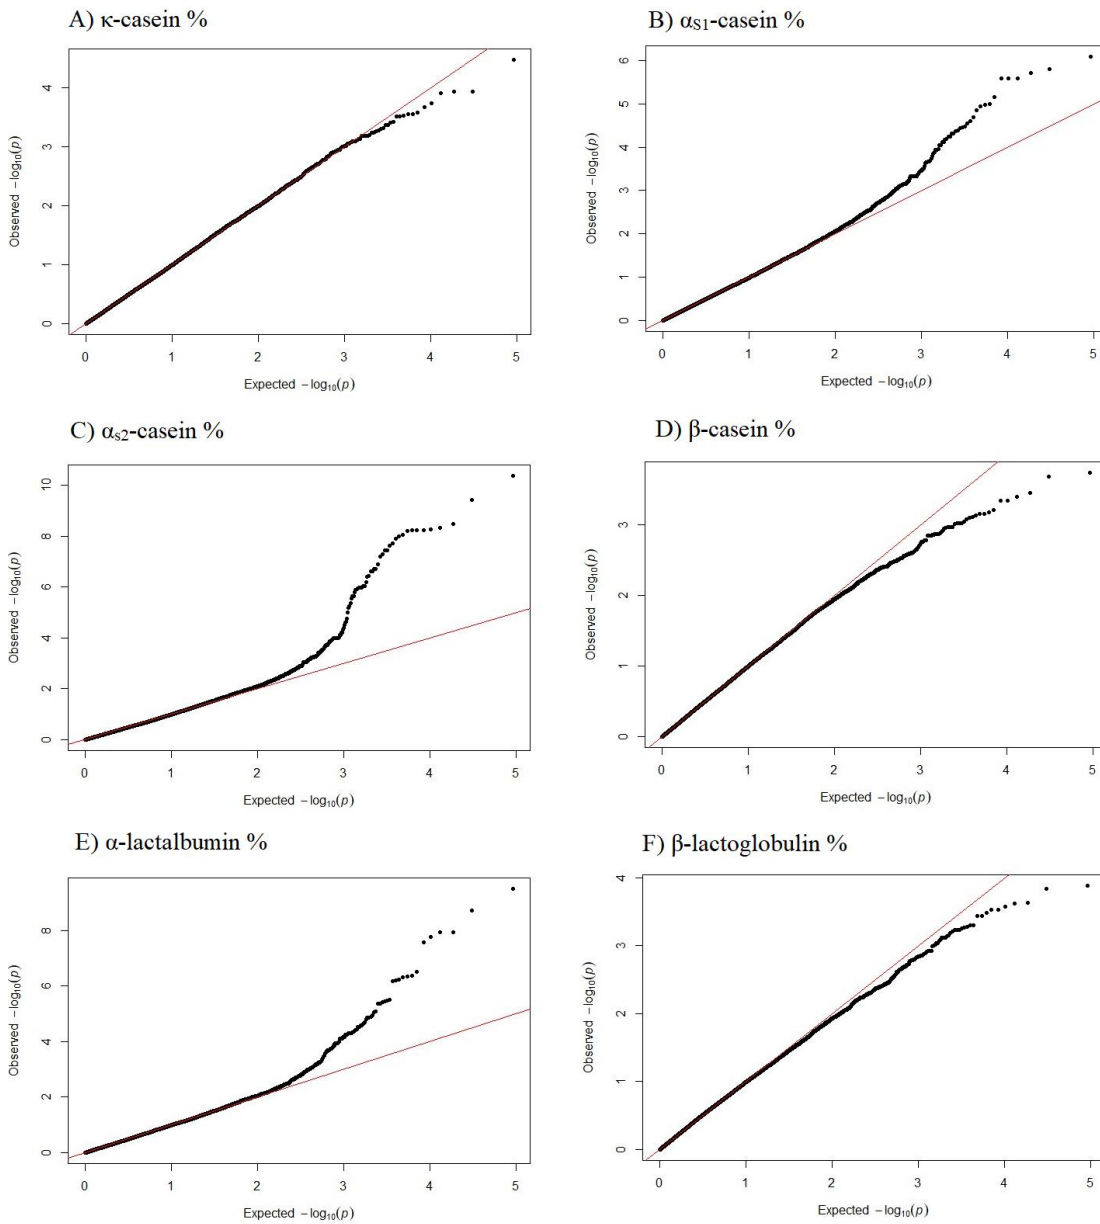 A) κ-casein %
B) α_S1-casein %
Observed −log₁₀(p)
4
3
2
1
0
0 1 2 3 4 5
Expected −log₁₀(p)
Observed −log₁₀(p)
6
5
4
3
2
1
0
0 1 2 3 4 5
Expected −log₁₀(p)
C) α_s2-casein %
D) β-casein %
Observed −log₁₀(p)
10
8
6
4
2
0
0 1 2 3 4 5
Expected −log₁₀(p)
Observed −log₁₀(p)
3
2
1
0
0 1 2 3 4 5
Expected −log₁₀(p)
E) α-lactalbumin %
F) β-lactoglobulin %
Observed −log₁₀(p)
8
6
4
2
0
0 1 2 3 4 5
Expected −log₁₀(p)
Observed −log₁₀(p)
4
3
2
1
0
0 1 2 3 4 5
Expected −log₁₀(p)